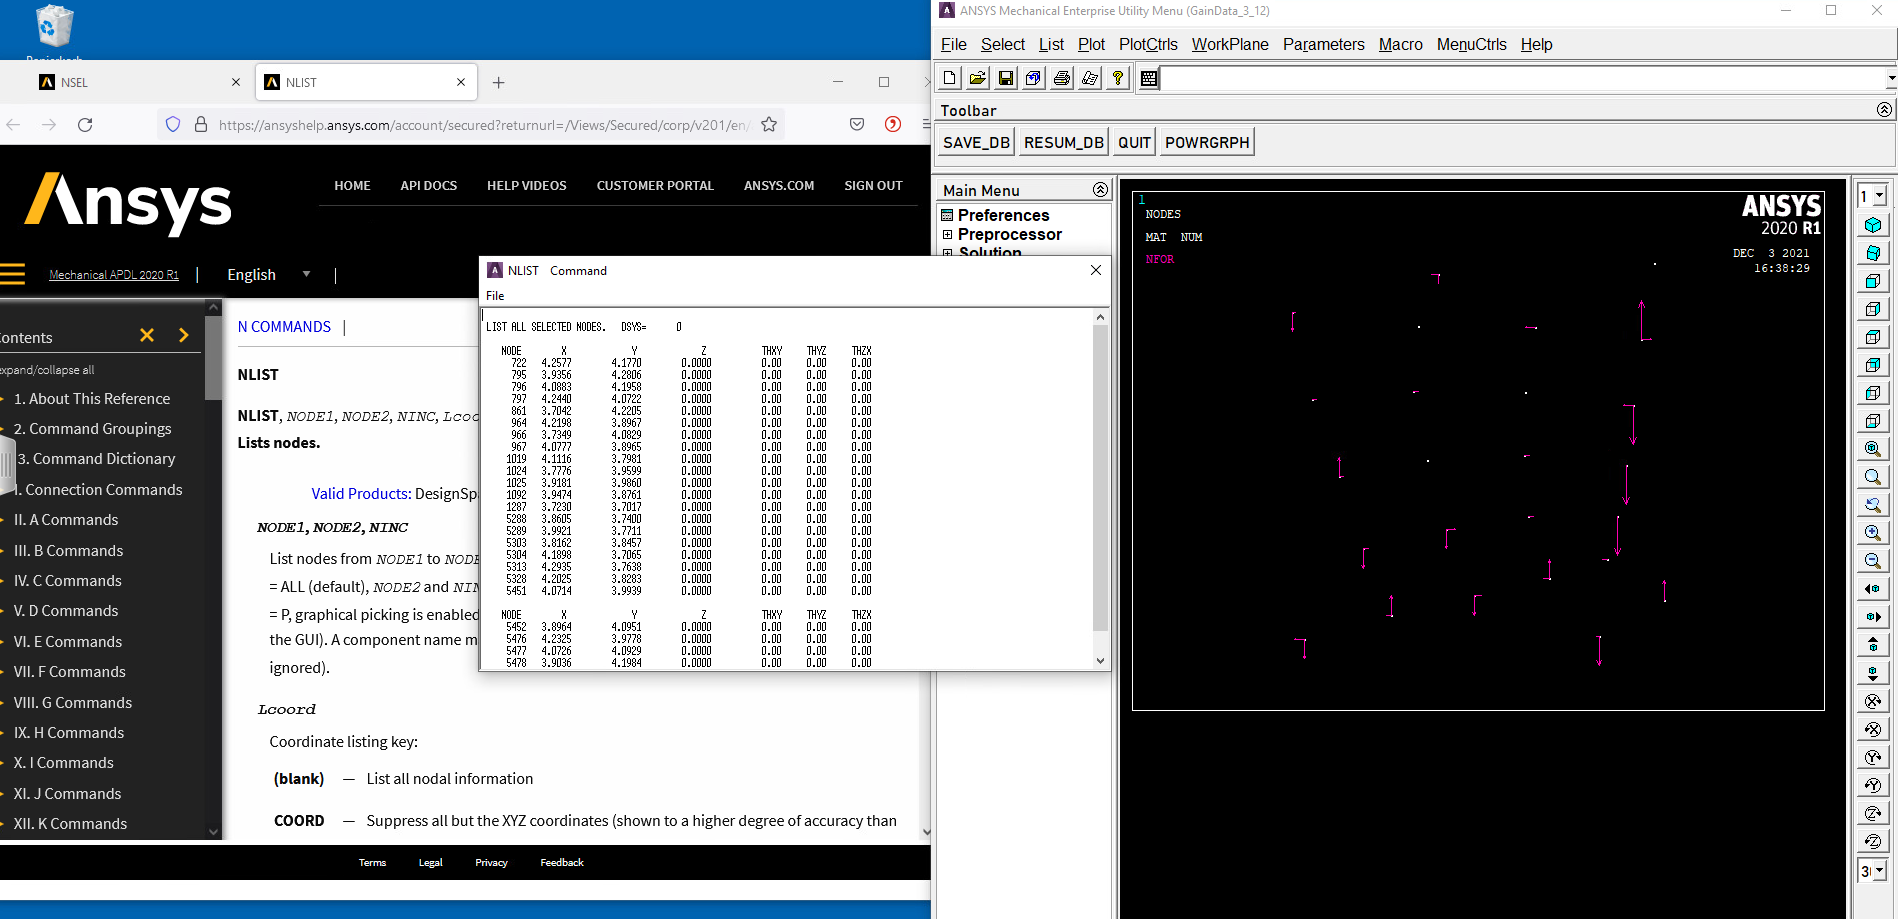 NSEL
NLIST
https://ansyshelp.ansys.com/account/secured?returnurl=/Views/Secured/corp/v201/en/
Ansys
HOME API DOCS HELP VIDEOS CUSTOMER PORTAL ANSYS.COM SIGN OUT
Mechanical APDL 2020 R1 | English |
ontents
xpand/collapse all
1. About This Reference
2. Command Groupings
3. Command Dictionary
I. Connection Commands
II. A Commands
III. B Commands
IV. C Commands
V. D Commands
VI. E Commands
VII. F Commands
VIII. G Commands
IX. H Commands
X. I Commands
XI. J Commands
XII. K Commands
N COMMANDS |
NLIST
NLIST, NODE1, NODE2, NINC, Lcoo
Lists nodes.
Valid Products: DesignSpa
NODE1, NODE2, NINC
List nodes from NODE1 to NODE
= ALL (default), NODE2 and NIN
= P, graphical picking is enabled
the GUI). A component name m
ignored).
Lcoord
Coordinate listing key:
(blank) — List all nodal information
COORD — Suppress all but the XYZ coordinates (shown to a higher degree of accuracy than
Terms Legal Privacy Feedback
NLIST Command
File
LIST ALL SELECTED NODES. DSYS= 0
NODE X Y Z THXY THYZ THZX
722 4.2577 4.1770 0.0000 0.00 0.00 0.00
795 3.9356 4.2806 0.0000 0.00 0.00 0.00
796 4.0883 4.1958 0.0000 0.00 0.00 0.00
797 4.2440 4.0722 0.0000 0.00 0.00 0.00
861 3.7042 4.2205 0.0000 0.00 0.00 0.00
964 4.2198 3.8967 0.0000 0.00 0.00 0.00
966 3.7349 4.0829 0.0000 0.00 0.00 0.00
967 4.0777 3.8965 0.0000 0.00 0.00 0.00
1019 4.1116 3.7981 0.0000 0.00 0.00 0.00
1024 3.7776 3.9599 0.0000 0.00 0.00 0.00
1025 3.9181 3.9860 0.0000 0.00 0.00 0.00
1092 3.9474 3.8761 0.0000 0.00 0.00 0.00
1287 3.7230 3.7017 0.0000 0.00 0.00 0.00
5288 3.8605 3.7400 0.0000 0.00 0.00 0.00
5289 3.9921 3.7711 0.0000 0.00 0.00 0.00
5303 3.8162 3.8457 0.0000 0.00 0.00 0.00
5304 4.1898 3.7065 0.0000 0.00 0.00 0.00
5313 4.2935 3.7638 0.0000 0.00 0.00 0.00
5328 4.2025 3.8283 0.0000 0.00 0.00 0.00
5451 4.0714 3.9939 0.0000 0.00 0.00 0.00
NODE X Y Z THXY THYZ THZX
5452 3.8964 4.0951 0.0000 0.00 0.00 0.00
5476 4.2325 3.9778 0.0000 0.00 0.00 0.00
5477 4.0726 4.0929 0.0000 0.00 0.00 0.00
5478 3.9036 4.1984 0.0000 0.00 0.00 0.00
ANSYS Mechanical Enterprise Utility Menu (GainData_3_12)
File Select List Plot PlotCtrls WorkPlane Parameters Macro MenuCtrls Help
Toolbar
SAVE_DB RESUM_DB QUIT POWRGRPH
Main Menu
Preferences
Preprocessor
Solution
1
NODES
MAT NUM
NFOR
ANSYS
2020 R1
DEC 3 2021
16:38:29
1
3